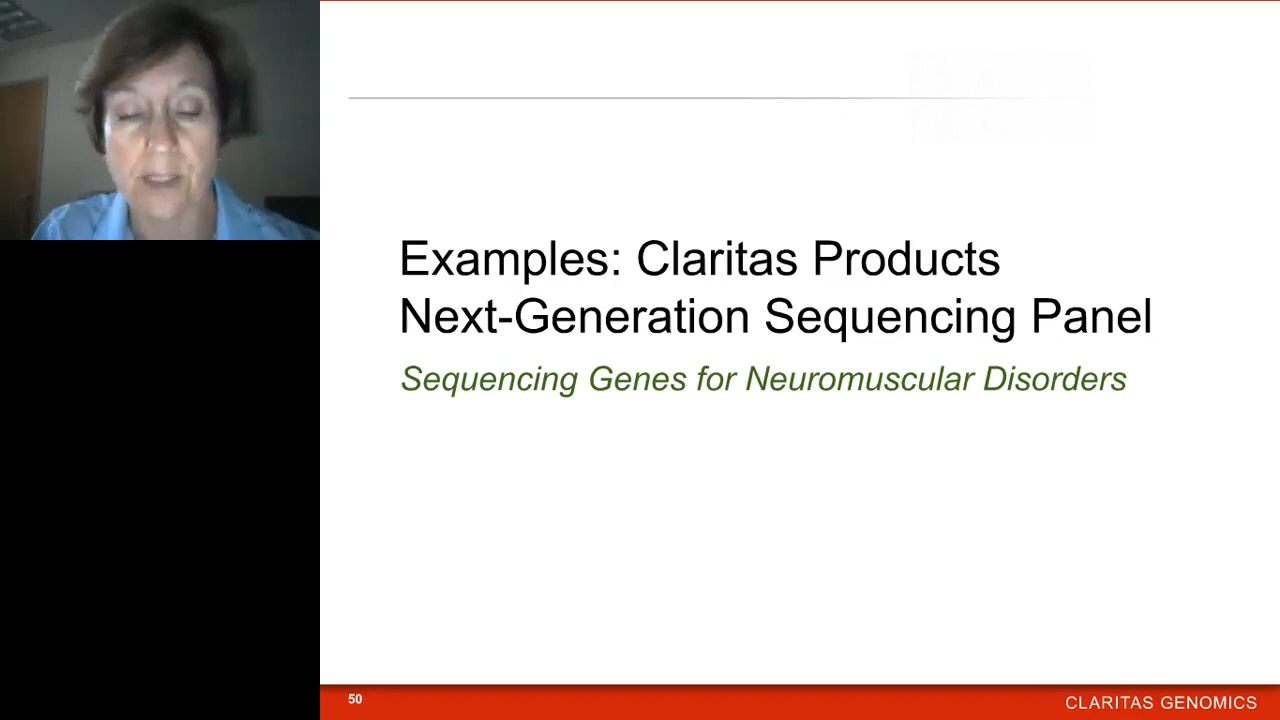 Examples: Claritas Products
Next-Generation Sequencing Panel
Sequencing Genes for Neuromuscular Disorders
50
CLARITAS GENOMICS